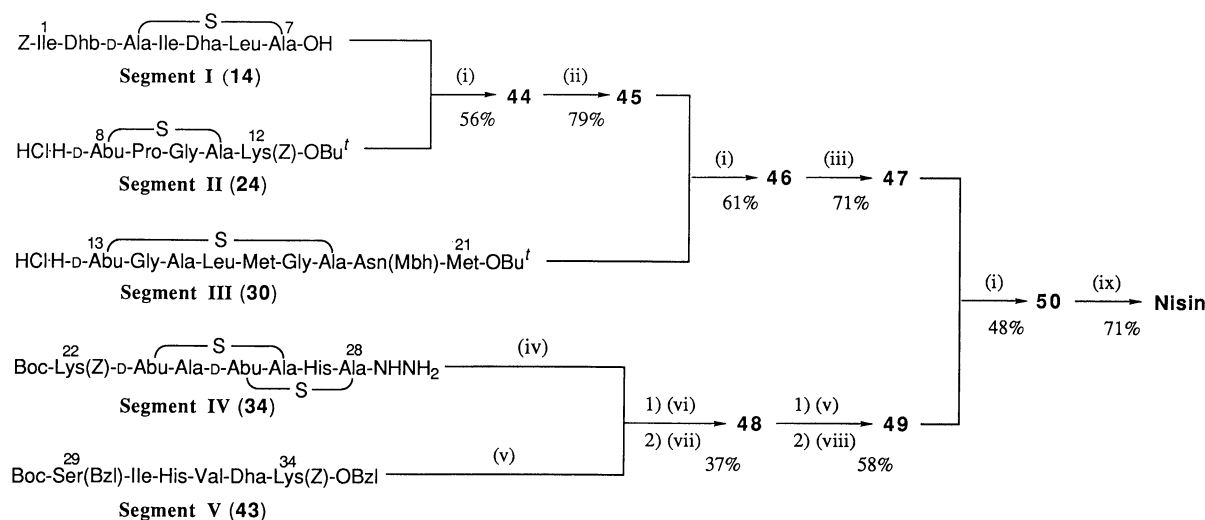 S
1 7
Z-Ile-Dhb-D-Ala-Ile-Dha-Leu-Ala-OH
Segment I (14)
S
8 12
HCl·H-D-Abu-Pro-Gly-Ala-Lys(Z)-OBuᵗ
Segment II (24)
(i)
56%
44
(ii)
79%
45
S
13 21
HCl·H-D-Abu-Gly-Ala-Leu-Met-Gly-Ala-Asn(Mbh)-Met-OBuᵗ
Segment III (30)
(i)
61%
46
(iii)
71%
47
S
22 28
Boc-Lys(Z)-D-Abu-Ala-D-Abu-Ala-His-Ala-NHNH₂
S
Segment IV (34)
(iv)
29 34
Boc-Ser(Bzl)-Ile-His-Val-Dha-Lys(Z)-OBzl
Segment V (43)
(v)
1) (vi)
2) (vii)
37%
48
1) (v)
2) (viii)
58%
49
(i)
48%
50
(ix)
71%
Nisin